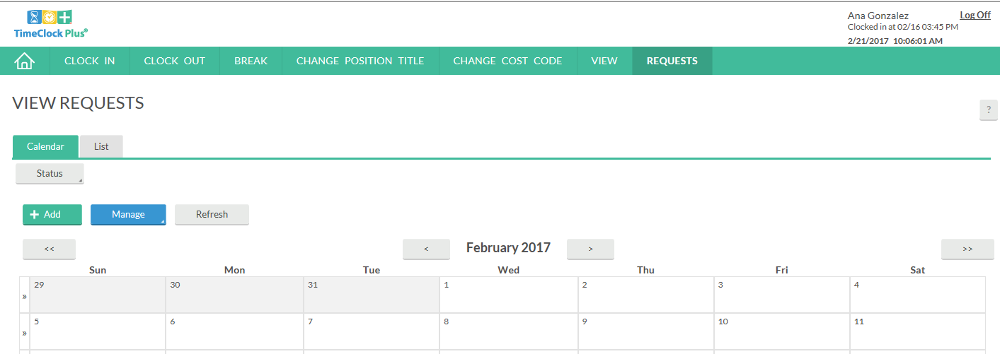 TimeClock Plus®
Ana Gonzalez Log Off
Clocked in at 02/16 03:45 PM
2/21/2017 10:06:01 AM
CLOCK IN CLOCK OUT BREAK CHANGE POSITION TITLE CHANGE COST CODE VIEW REQUESTS
VIEW REQUESTS
?
Calendar List
Status
+ Add Manage Refresh
<< < February 2017 > >>
Sun Mon Tue Wed Thu Fri Sat
» 29 30 31 1 2 3 4
» 5 6 7 8 9 10 11